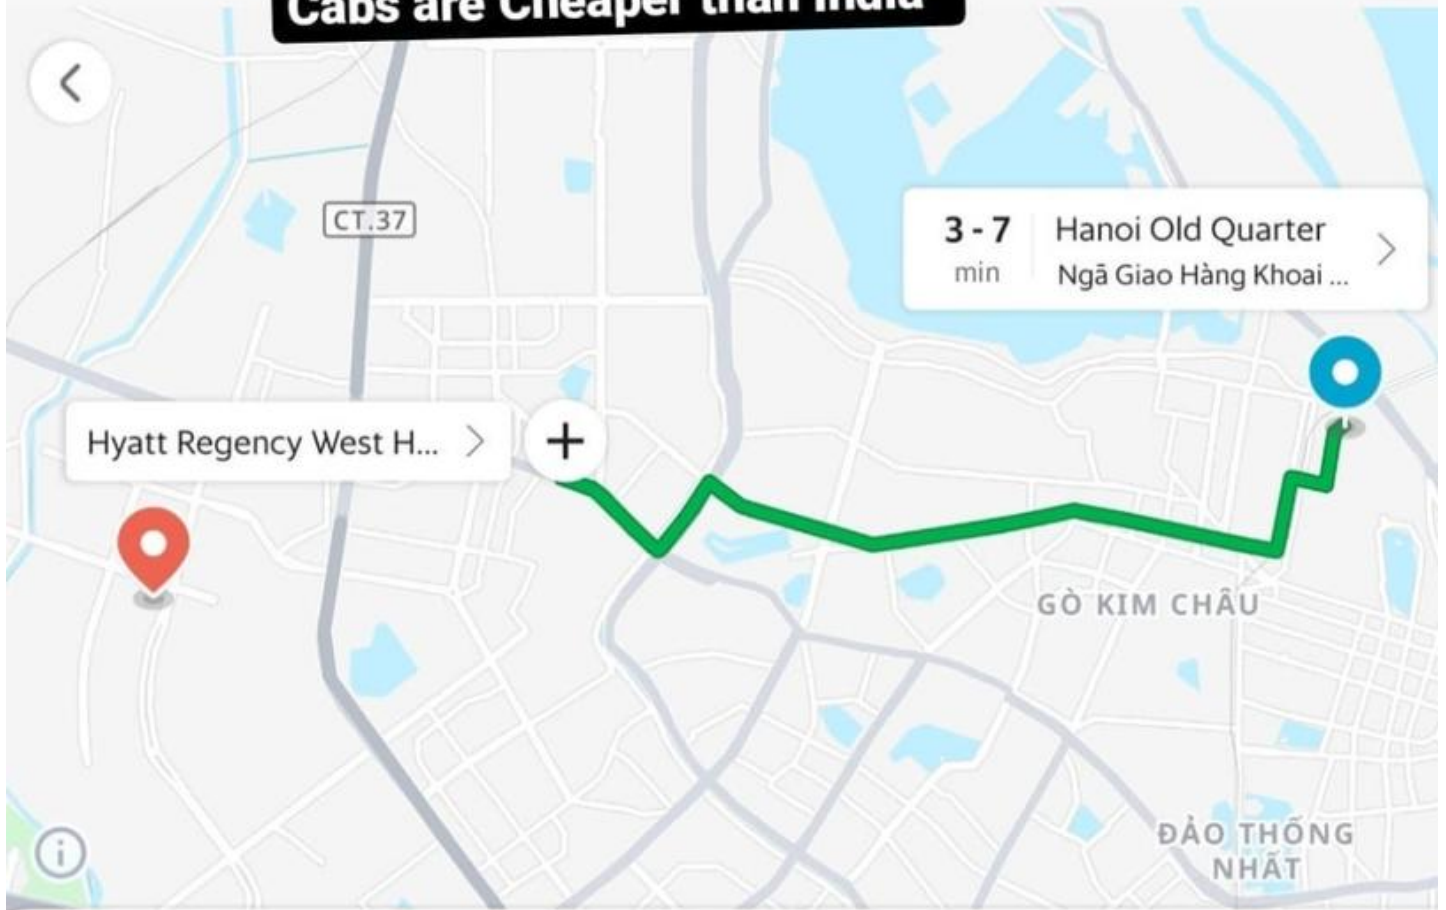 Cabs are Cheaper than India
CT.37
3 - 7
min
Hanoi Old Quarter
Ngã Giao Hàng Khoai ...
Hyatt Regency West H...
GÒ KIM CHÂU
ĐẢO THỐNG
NHẤT